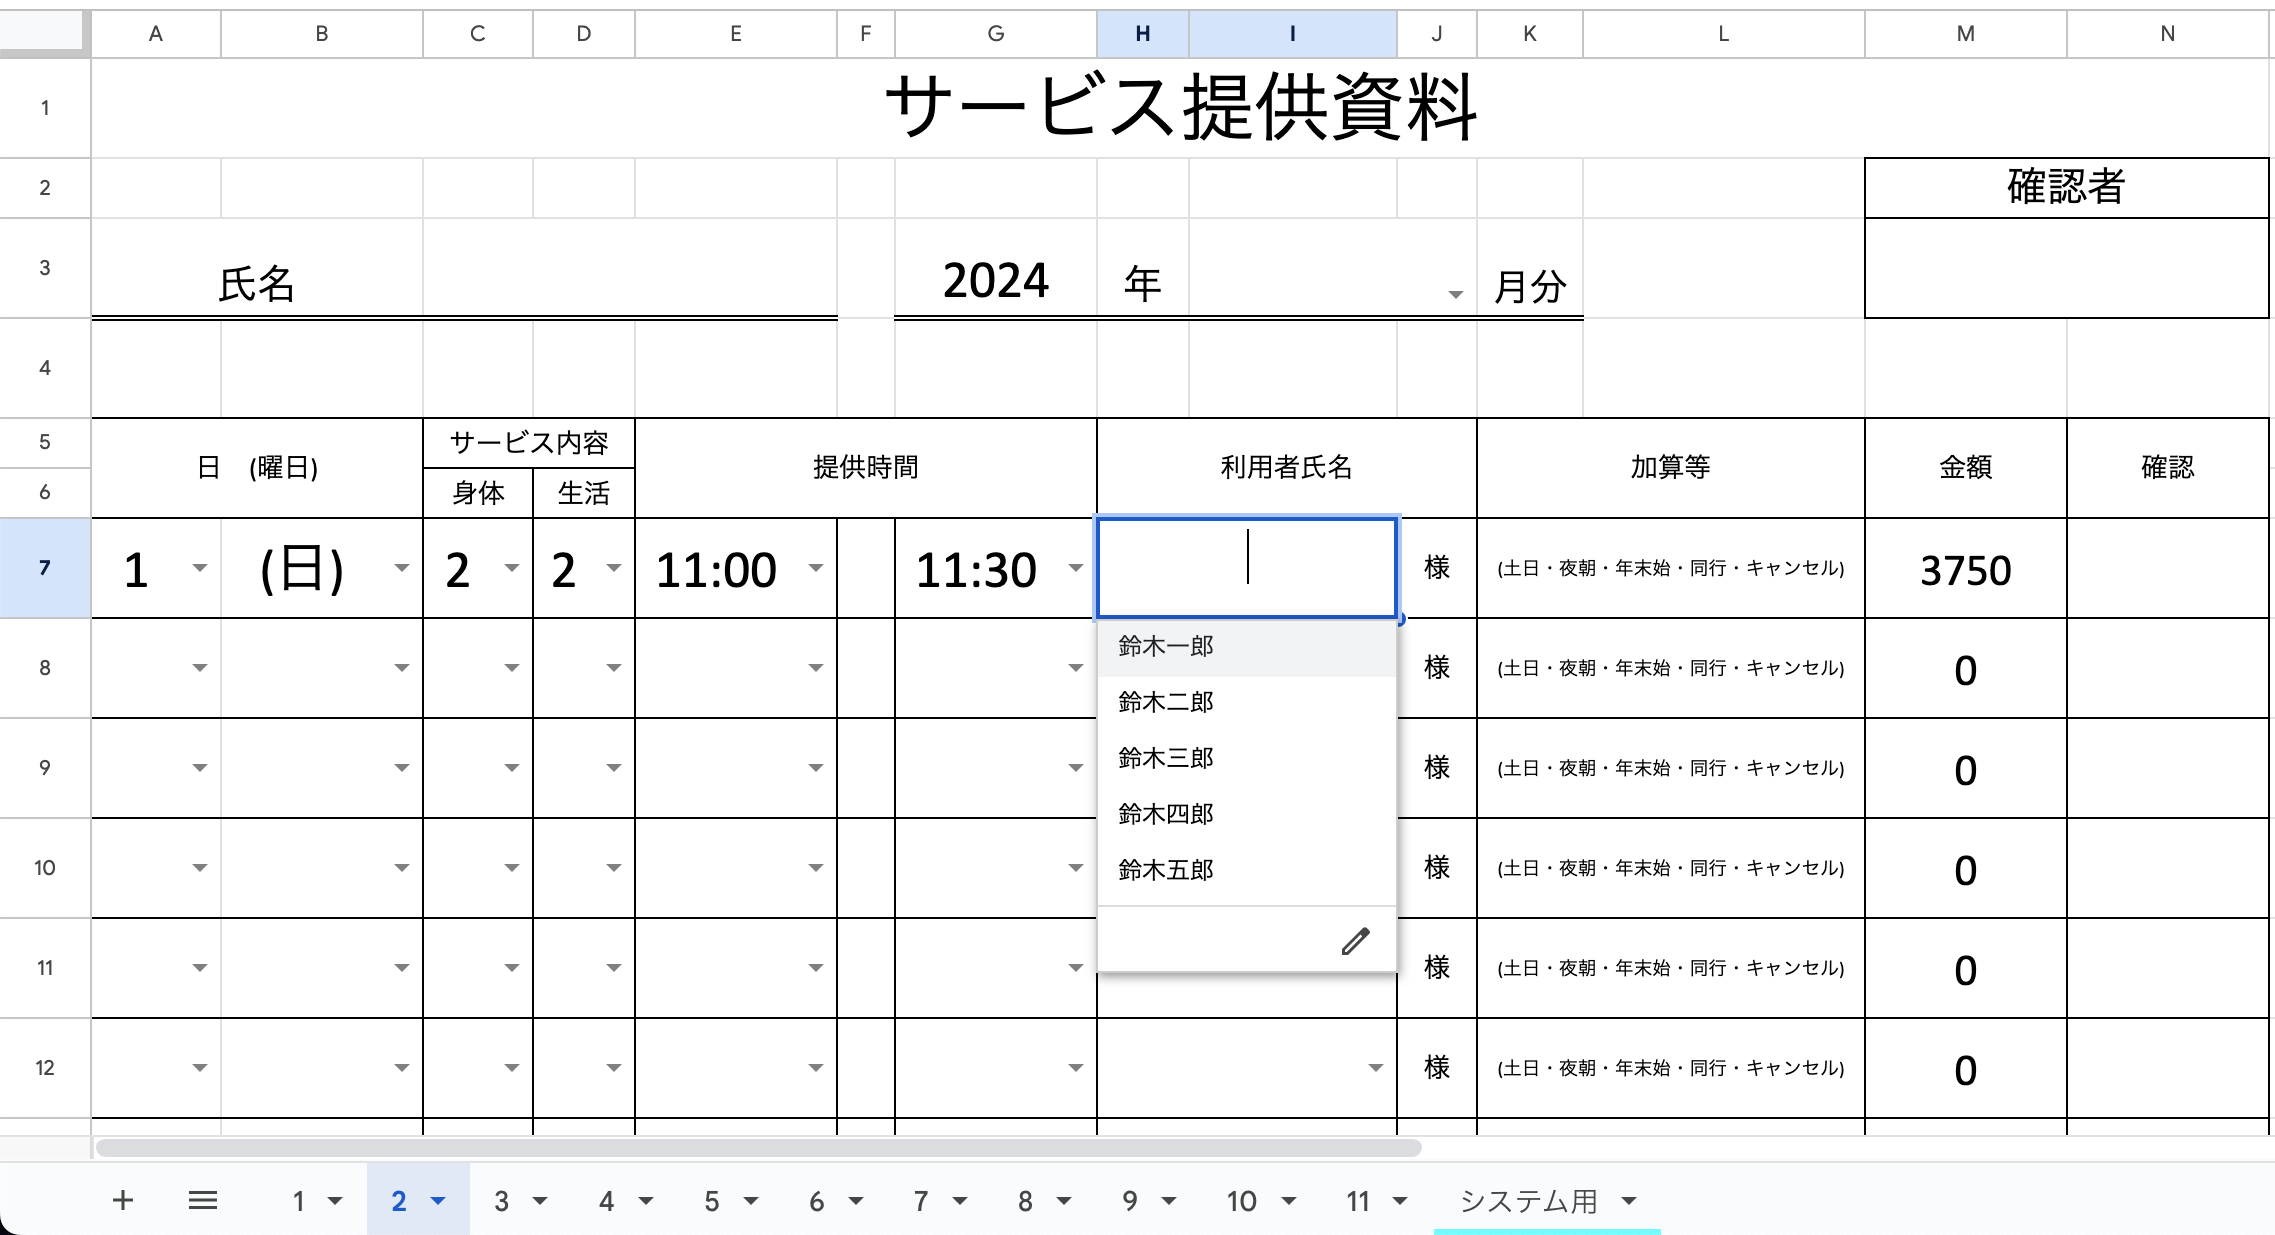 A B C D E F G H I J K L M N
1 サービス提供資料
2 確認者
3 氏名 2024 年 月分
4
5 日 (曜日) サービス内容 提供時間 利用者氏名 加算等 金額 確認
6 身体 生活
7 1 (日) 2 2 11:00 11:30 様 (土日・夜朝・年末始・同行・キャンセル) 3750
鈴木一郎
8 様 (土日・夜朝・年末始・同行・キャンセル) 0
鈴木二郎
9 鈴木三郎 様 (土日・夜朝・年末始・同行・キャンセル) 0
鈴木四郎
10 鈴木五郎 様 (土日・夜朝・年末始・同行・キャンセル) 0
11 様 (土日・夜朝・年末始・同行・キャンセル) 0
12 様 (土日・夜朝・年末始・同行・キャンセル) 0
+ 1 2 3 4 5 6 7 8 9 10 11 システム用